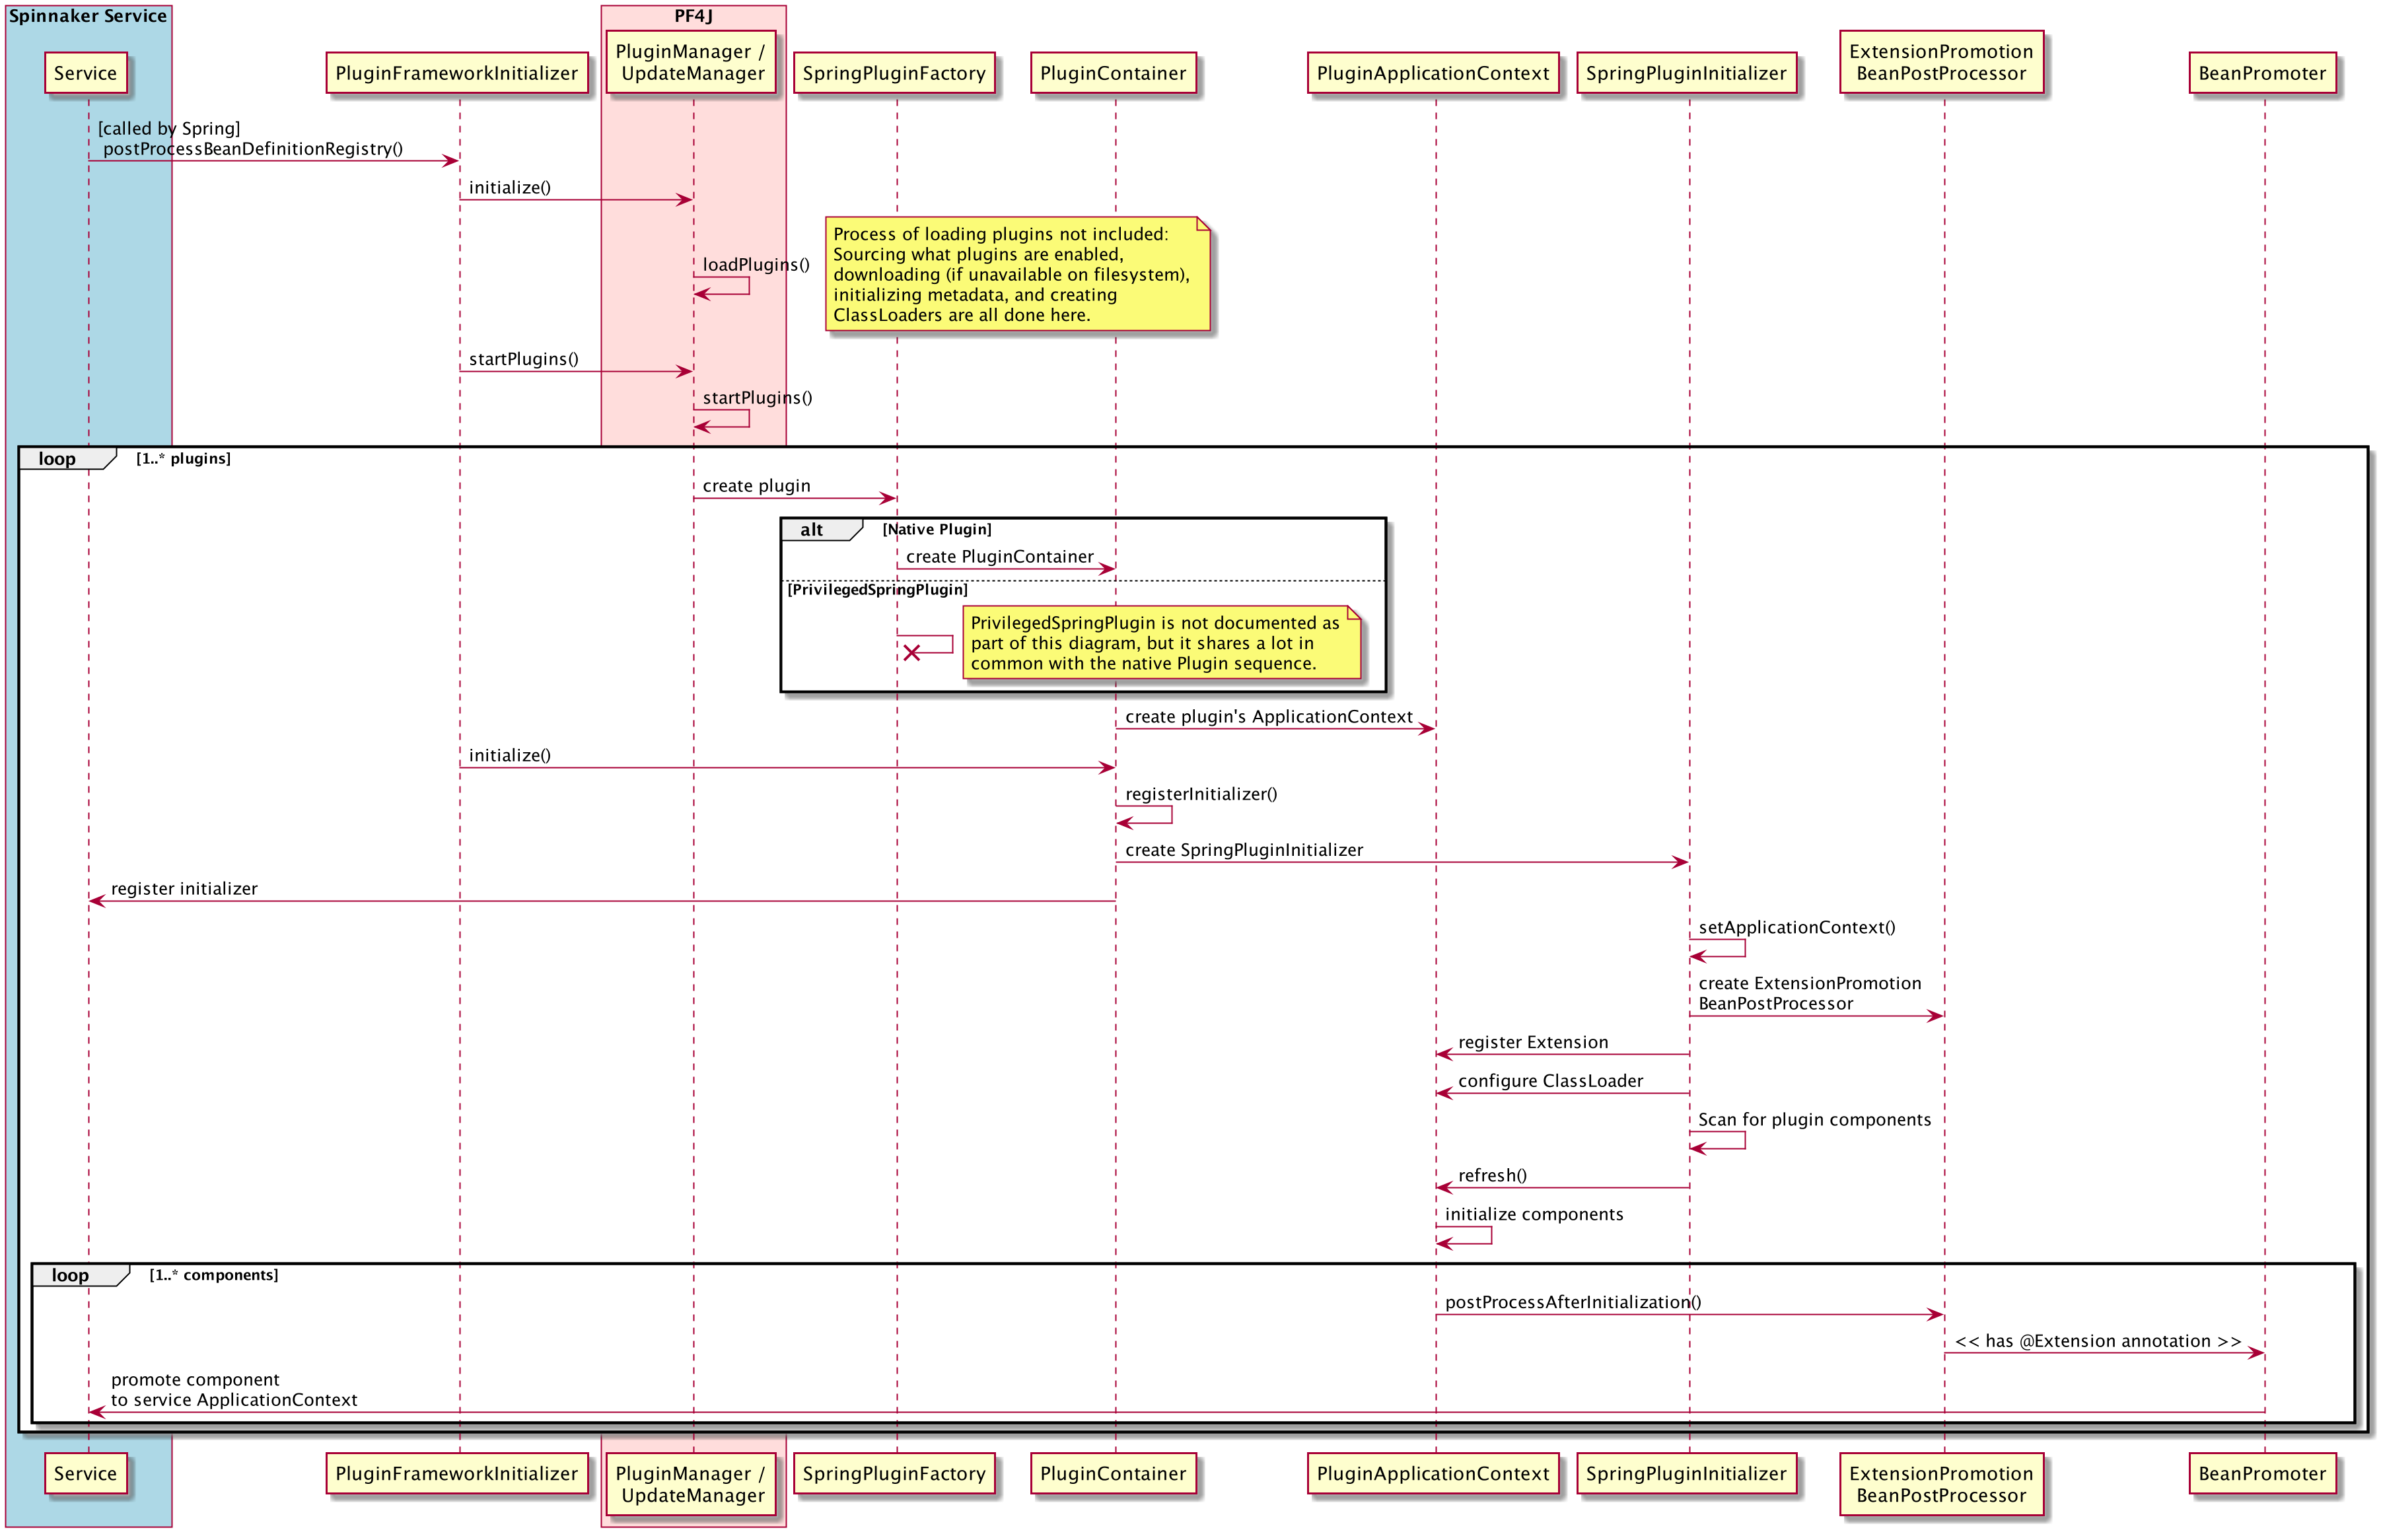 Spinnaker Service
PF4J
Service
PluginFrameworkInitializer
PluginManager /
UpdateManager
SpringPluginFactory
PluginContainer
PluginApplicationContext
SpringPluginInitializer
ExtensionPromotion
BeanPostProcessor
BeanPromoter
[called by Spring]
postProcessBeanDefinitionRegistry()
initialize()
Process of loading plugins not included:
Sourcing what plugins are enabled,
downloading (if unavailable on filesystem),
initializing metadata, and creating
ClassLoaders are all done here.
loadPlugins()
startPlugins()
startPlugins()
loop [1..* plugins]
create plugin
alt [Native Plugin]
create PluginContainer
[PrivilegedSpringPlugin]
PrivilegedSpringPlugin is not documented as
part of this diagram, but it shares a lot in
common with the native Plugin sequence.
create plugin's ApplicationContext
initialize()
registerInitializer()
create SpringPluginInitializer
register initializer
setApplicationContext()
create ExtensionPromotion
BeanPostProcessor
register Extension
configure ClassLoader
Scan for plugin components
refresh()
initialize components
loop [1..* components]
postProcessAfterInitialization()
<< has @Extension annotation >>
promote component
to service ApplicationContext
Service
PluginFrameworkInitializer
PluginManager /
UpdateManager
SpringPluginFactory
PluginContainer
PluginApplicationContext
SpringPluginInitializer
ExtensionPromotion
BeanPostProcessor
BeanPromoter